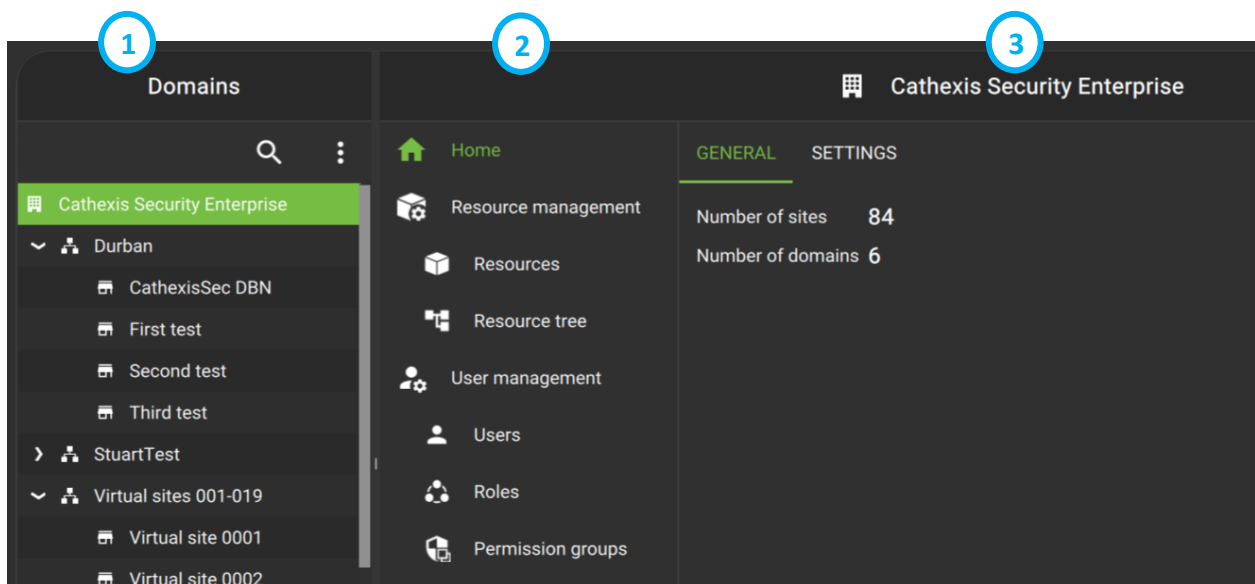 1
2
3
Domains
Cathexis Security Enterprise
Cathexis Security Enterprise
Durban
CathexisSec DBN
First test
Second test
Third test
StuartTest
Virtual sites 001-019
Virtual site 0001
Virtual site 0002
Home
Resource management
Resources
Resource tree
User management
Users
Roles
Permission groups
GENERAL SETTINGS
Number of sites 84
Number of domains 6